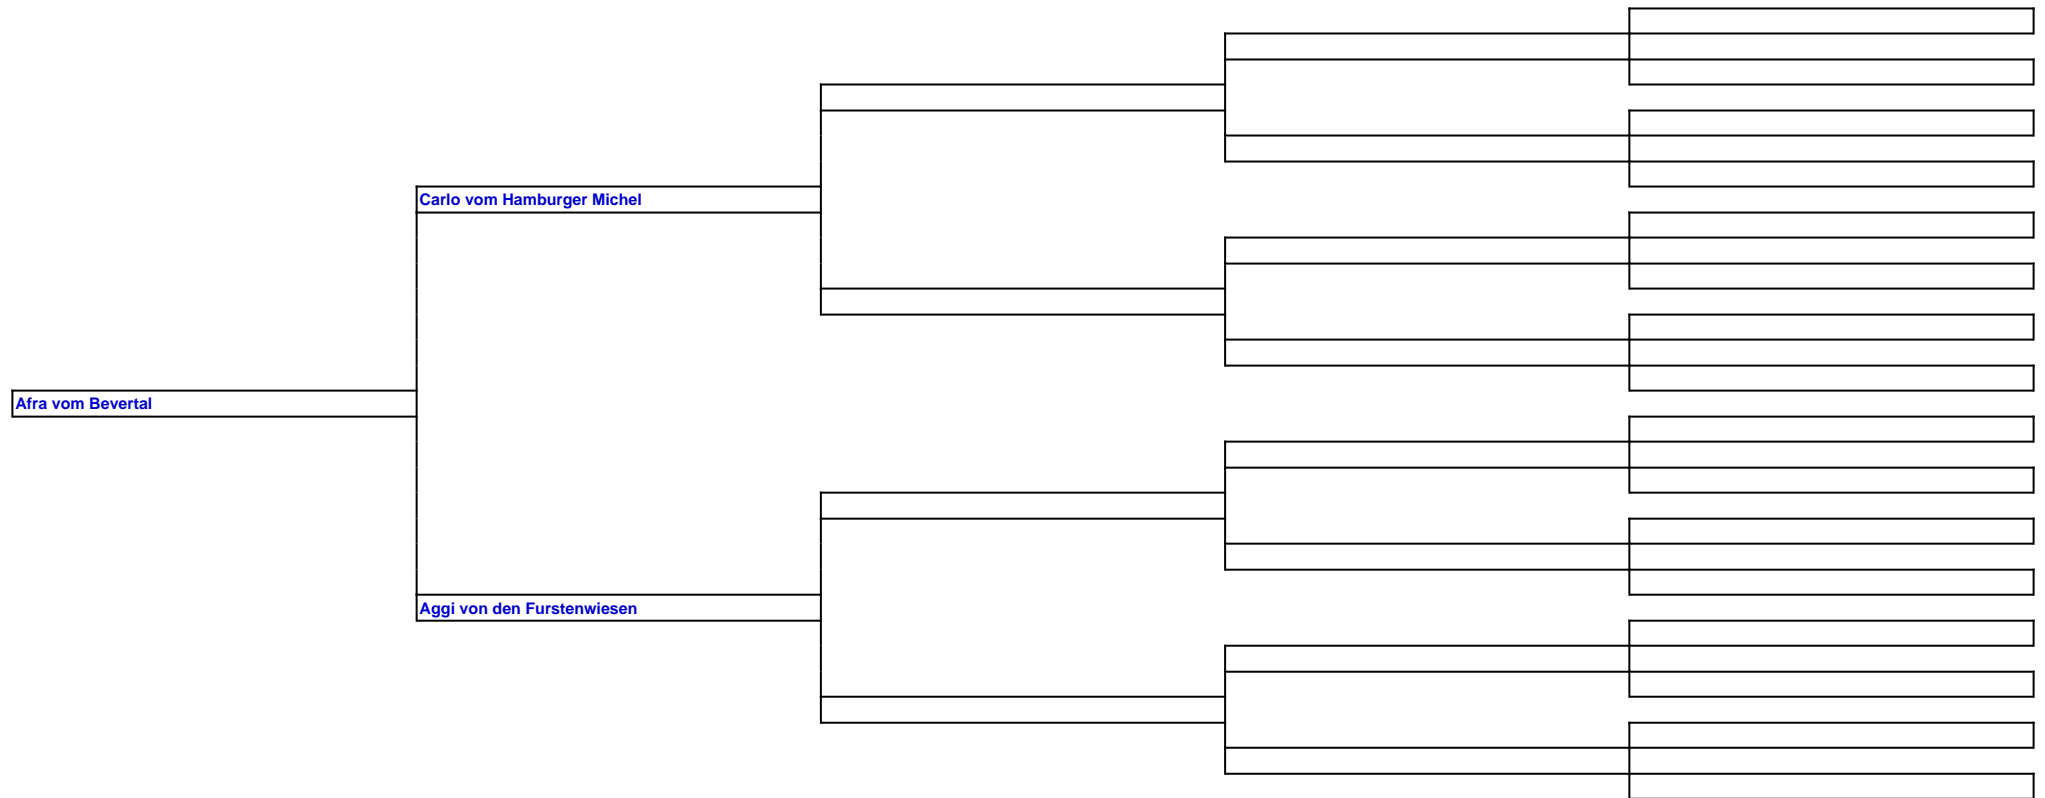 Carlo vom Hamburger Michel
Afra vom Bevertal
Aggi von den Furstenwiesen